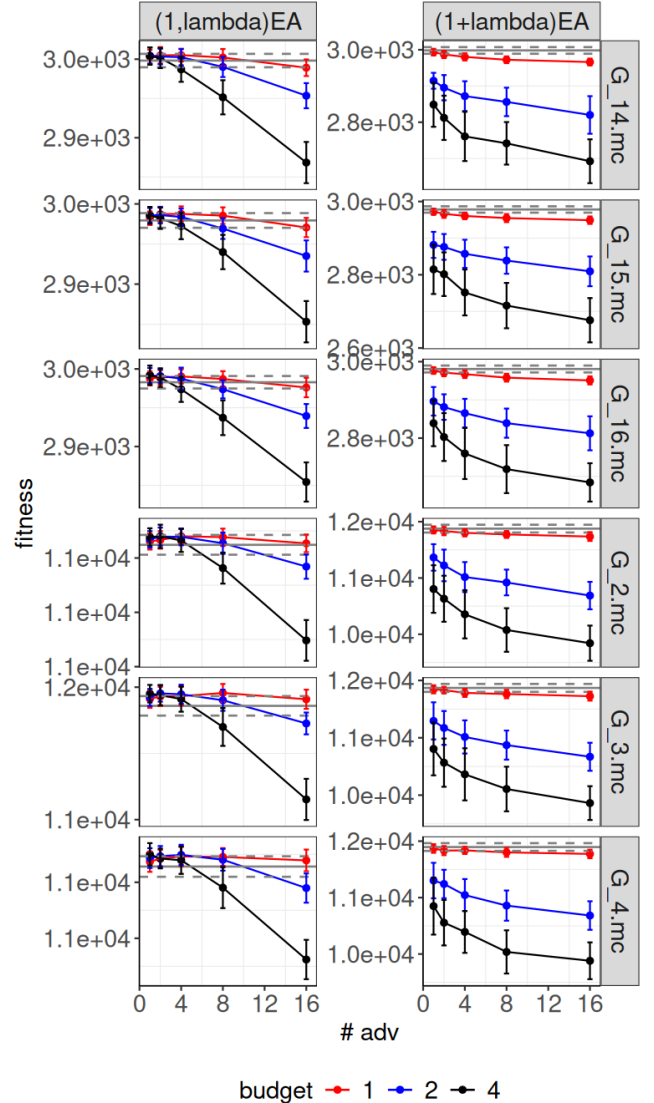 (1,lambda)EA (1+lambda)EA
3.0e+03
2.9e+03
3.0e+03
2.8e+03
G_14.mc
3.0e+03
2.9e+03
3.0e+03
2.8e+03
2.6e+03
G_15.mc
3.0e+03
2.9e+03
3.0e+03
2.8e+03
G_16.mc
1.1e+04
1.1e+04
1.1e+04
1.2e+04
1.1e+04
1.0e+04
G_2.mc
1.2e+04
1.1e+04
1.2e+04
1.1e+04
1.0e+04
G_3.mc
1.1e+04
1.1e+04
1.2e+04
1.1e+04
1.0e+04
G_4.mc
fitness
0 4 8 12 16 0 4 8 12 16
# adv
budget 1 2 4